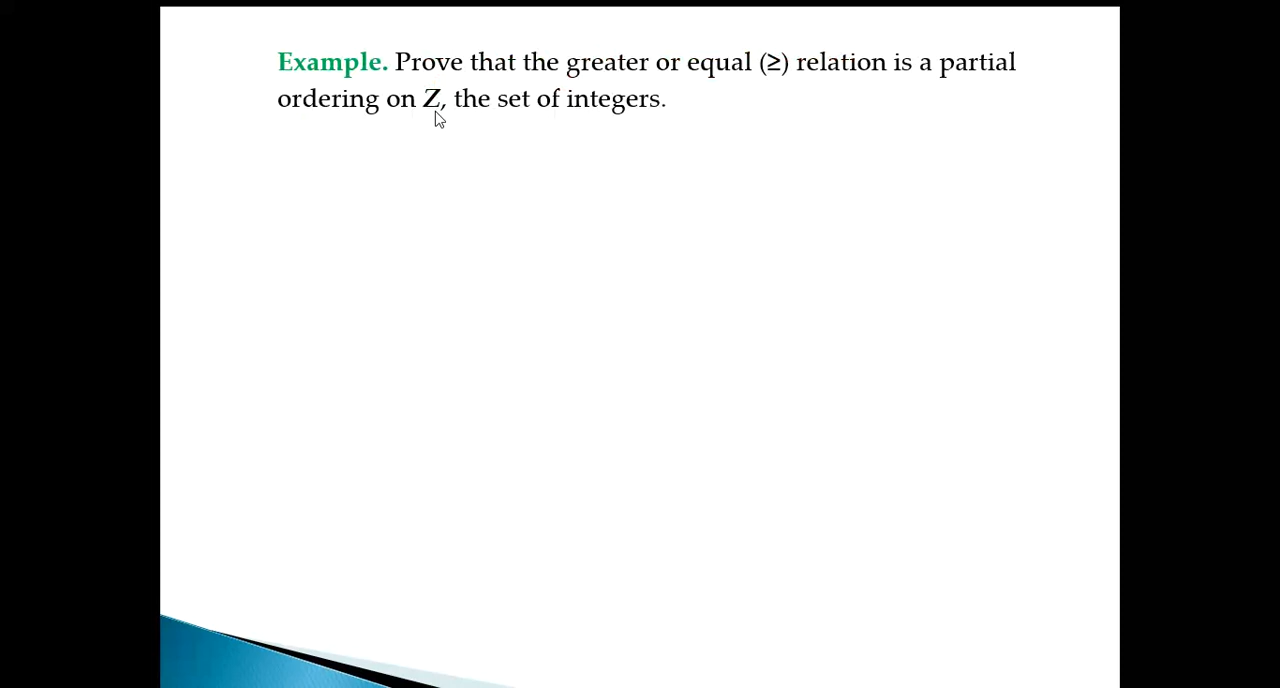 Example. Prove that the greater or equal (≥) relation is a partial
ordering on Z, the set of integers.